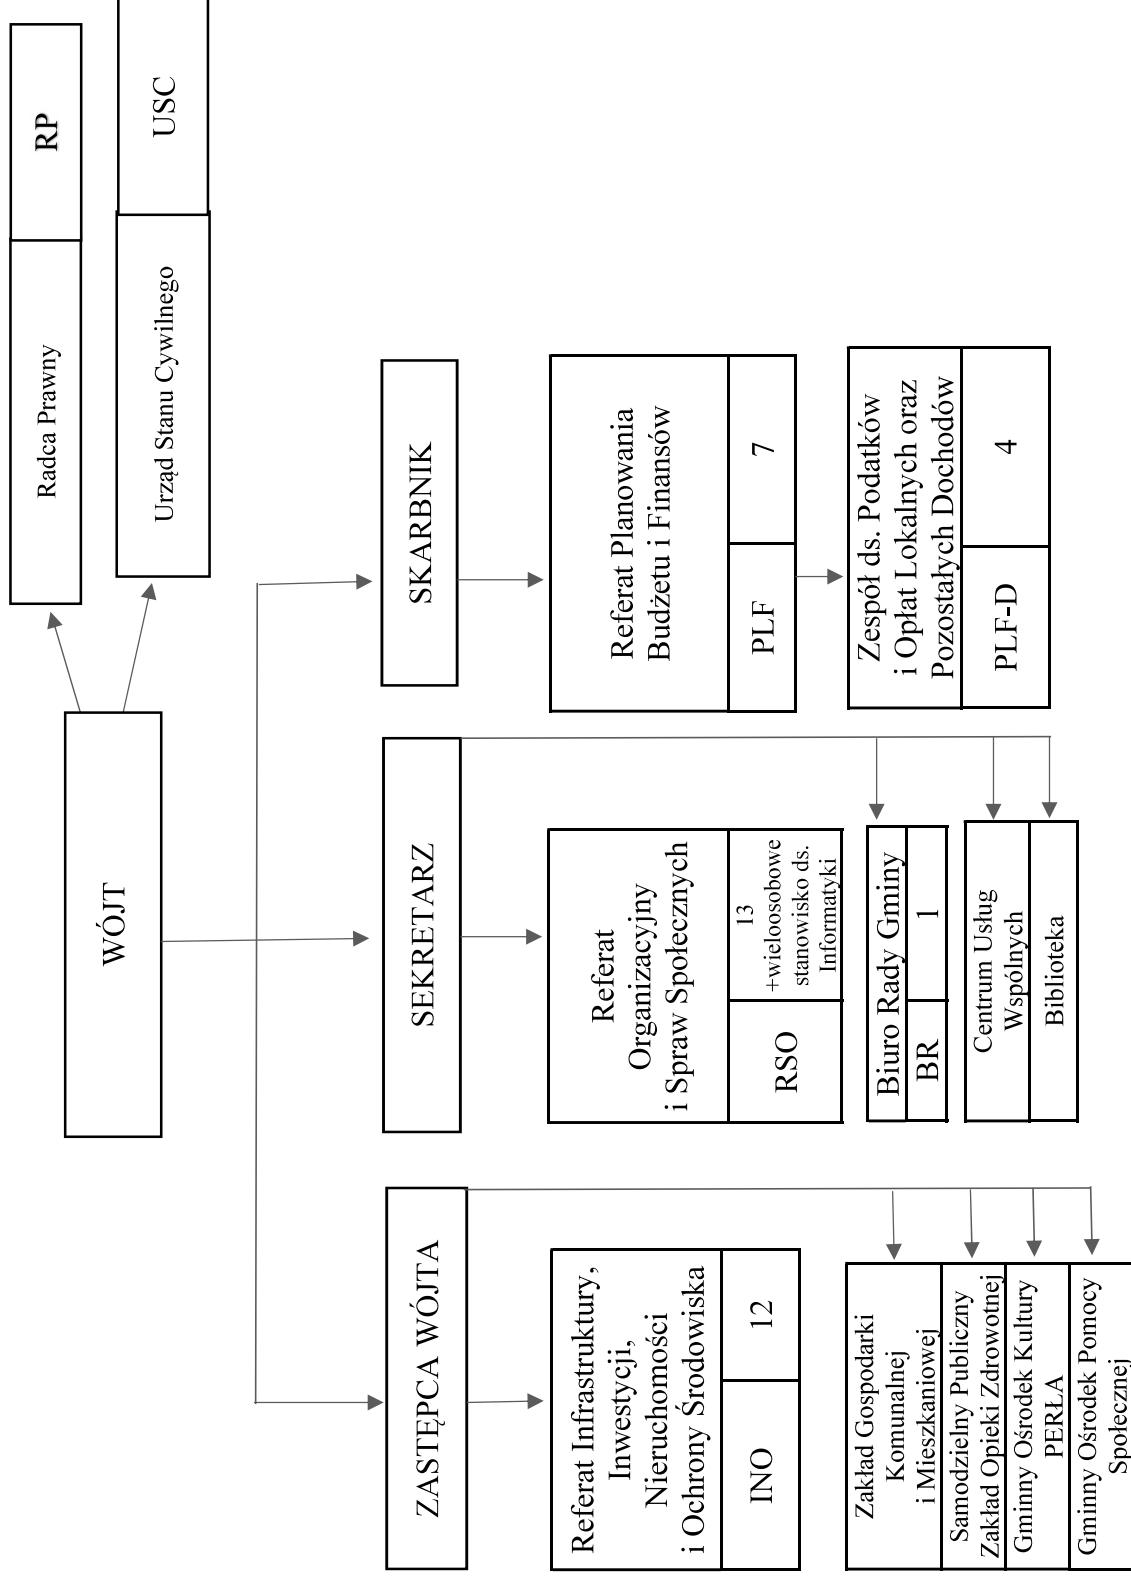 WÓJT
Radca Prawny
RP
Urząd Stanu Cywilnego
USC
ZASTĘPCA WÓJTA
SEKRETARZ
SKARBNIK
Referat Infrastruktury,
Inwestycji,
Nieruchomości
i Ochrony Środowiska
INO
12
Zakład Gospodarki
Komunalnej
i Mieszkaniowej
Samodzielny Publiczny
Zakład Opieki Zdrowotnej
Gminny Ośrodek Kultury
PERŁA
Gminny Ośrodek Pomocy
Społecznej
Referat
Organizacyjny
i Spraw Społecznych
RSO
13
+wieloosobowe
stanowisko ds.
Informatyki
Biuro Rady Gminy
BR
1
Centrum Usług
Wspólnych
Biblioteka
Referat Planowania
Budżetu i Finansów
PLF
7
Zespół ds. Podatków
i Opłat Lokalnych oraz
Pozostałych Dochodów
PLF-D
4